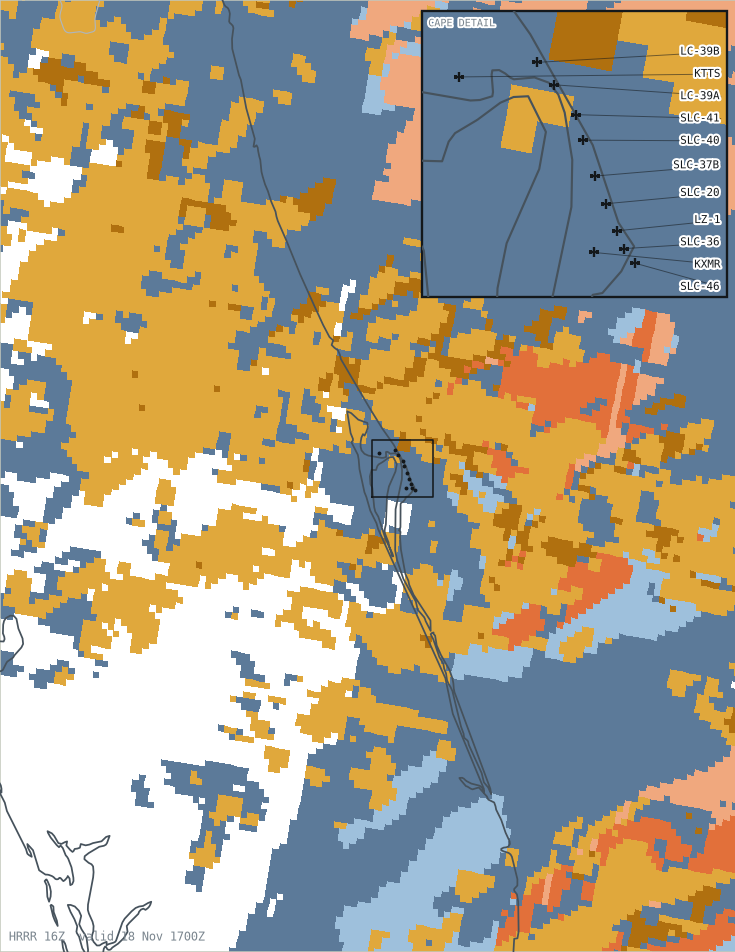 CAPE DETAIL
LC-39B
KTTS
LC-39A
SLC-41
SLC-40
SLC-37B
SLC-20
LZ-1
SLC-36
KXMR
SLC-46
HRRR 16Z valid 18 Nov 1700Z